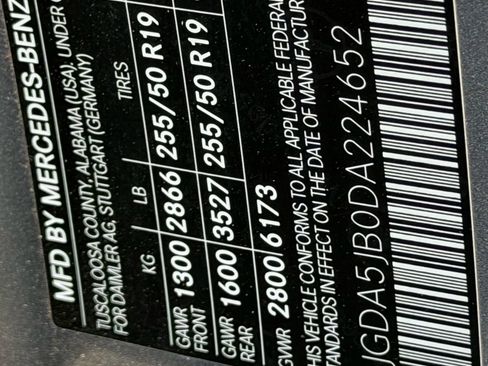 MFD BY MERCEDES-BENZ
TUSCALOOSA COUNTY, ALABAMA (USA). UNDER
FOR DAIMLER AG, STUTTGART (GERMANY)
KG LB TIRES
GAWR FRONT 1300 2866 255/50 R19
GAWR REAR 1600 3527 255/50 R19
GVWR 2800 6173
THIS VEHICLE CONFORMS TO ALL APPLICABLE FEDERAL
STANDARDS IN EFFECT ON THE DATE OF MANUFACTUR
JGDA5JB0DA224652